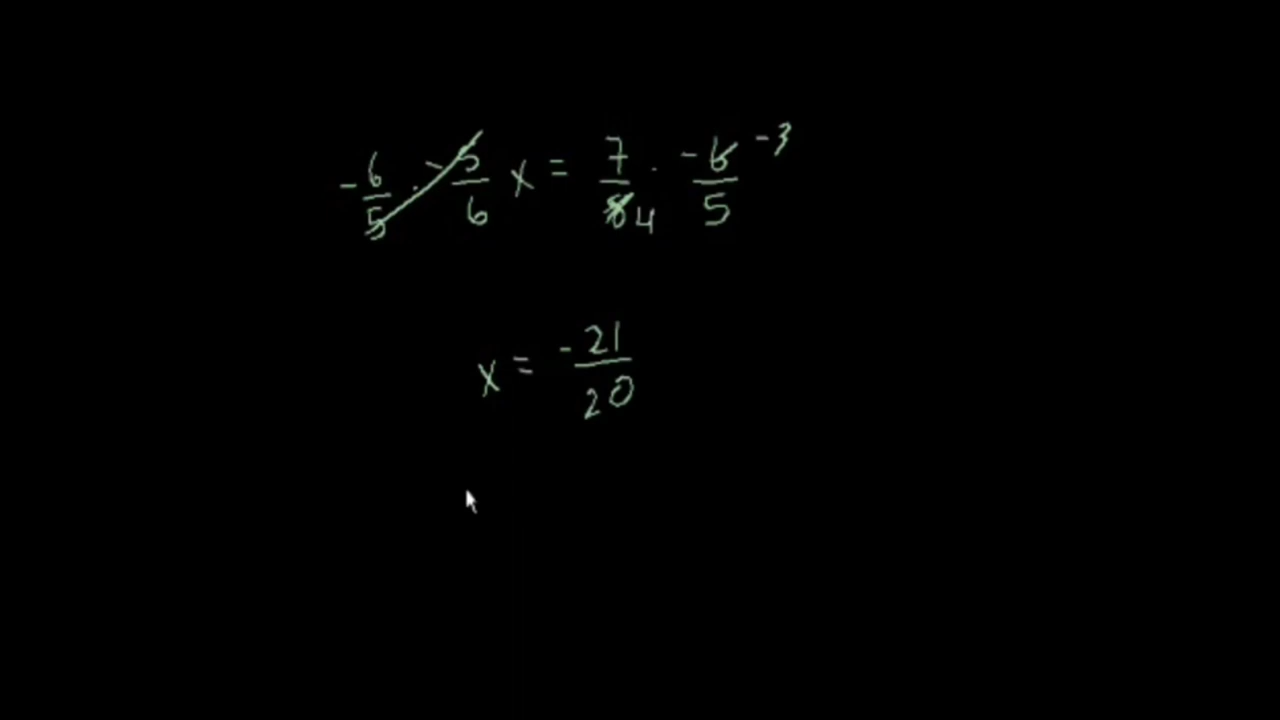 -6/5 · -5/6 x = 7/8 4 · -6/5 -3
x = -21/20